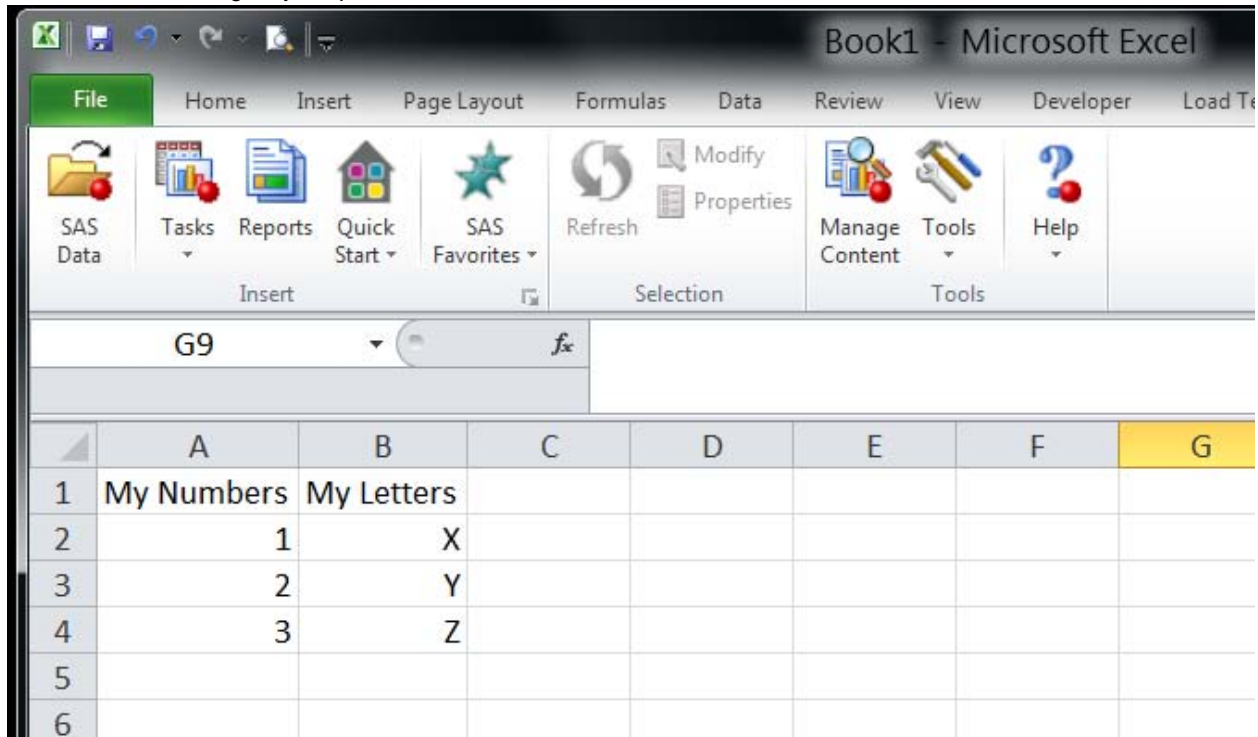 Book1 - Microsoft Excel
File Home Insert Page Layout Formulas Data Review View Developer Load
SAS Data Tasks Reports Quick Start SAS Favorites Refresh Modify Properties Manage Content Tools Help
Insert Selection Tools
G9 fx
A B C D E F G
1 My Numbers My Letters
2 1 X
3 2 Y
4 3 Z
5
6